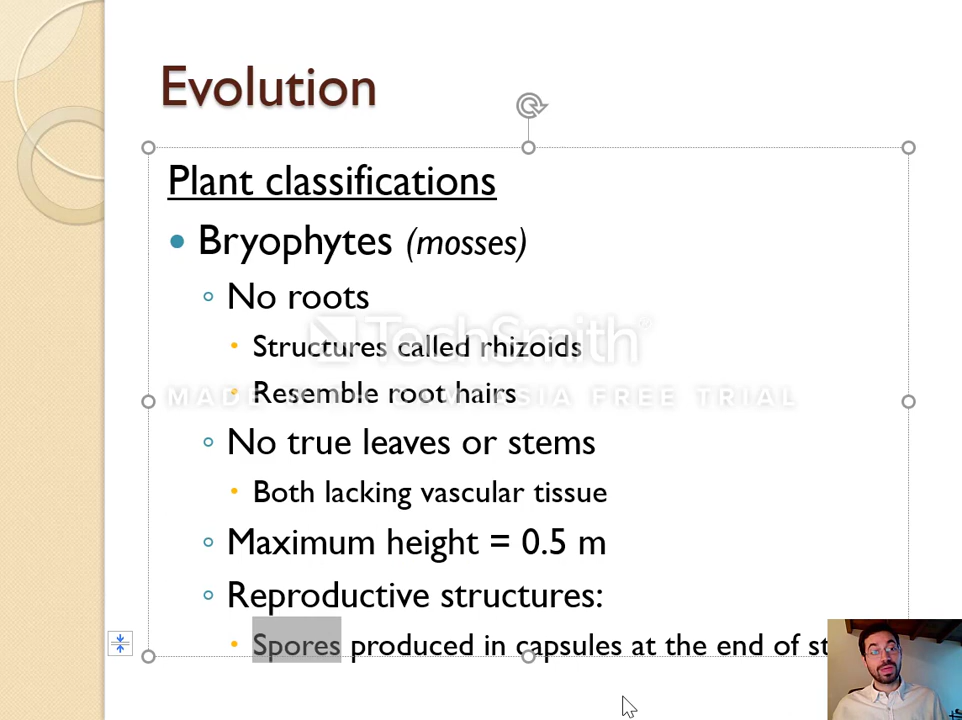 Evolution
Plant classifications
Bryophytes (mosses)
No roots
TechSmith
Structures called rhizoids
MADE WITH CAMTASIA FREE TRIAL
Resemble root hairs
No true leaves or stems
Both lacking vascular tissue
Maximum height = 0.5 m
Reproductive structures:
Spores produced in capsules at the end of st